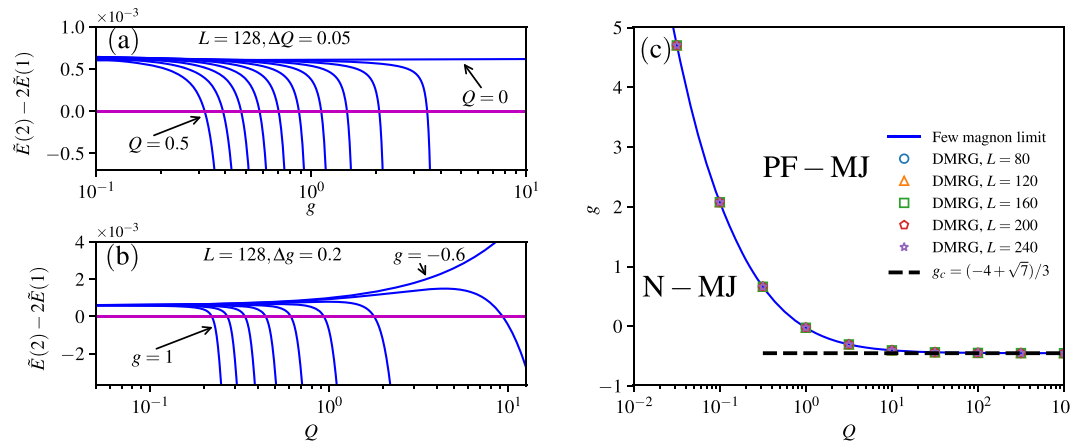 ×10⁻³
(a)
L = 128, ΔQ = 0.05
Ẽ(2) − 2Ẽ(1)
1.0
0.5
0.0
−0.5
Q = 0
Q = 0.5
10⁻¹
10⁰
10¹
g
×10⁻³
(b)
L = 128, Δg = 0.2
g = −0.6
Ẽ(2) − 2Ẽ(1)
4
2
0
−2
g = 1
10⁻¹
10⁰
10¹
Q
(c)
5
4
3
2
1
0
−1
g
PF − MJ
N − MJ
Few magnon limit
DMRG, L = 80
DMRG, L = 120
DMRG, L = 160
DMRG, L = 200
DMRG, L = 240
g_c = (−4 + √7)/3
10⁻²
10⁻¹
10⁰
10¹
10²
Q